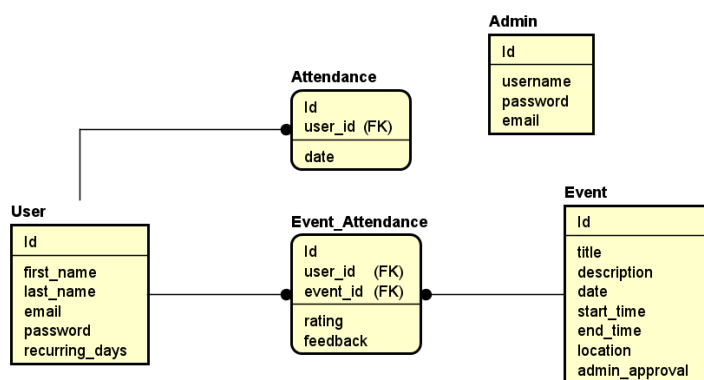 Admin
Id
username
password
email
Attendance
Id
user_id (FK)
date
User
Id
first_name
last_name
email
password
recurring_days
Event_Attendance
Id
user_id (FK)
event_id (FK)
rating
feedback
Event
Id
title
description
date
start_time
end_time
location
admin_approval